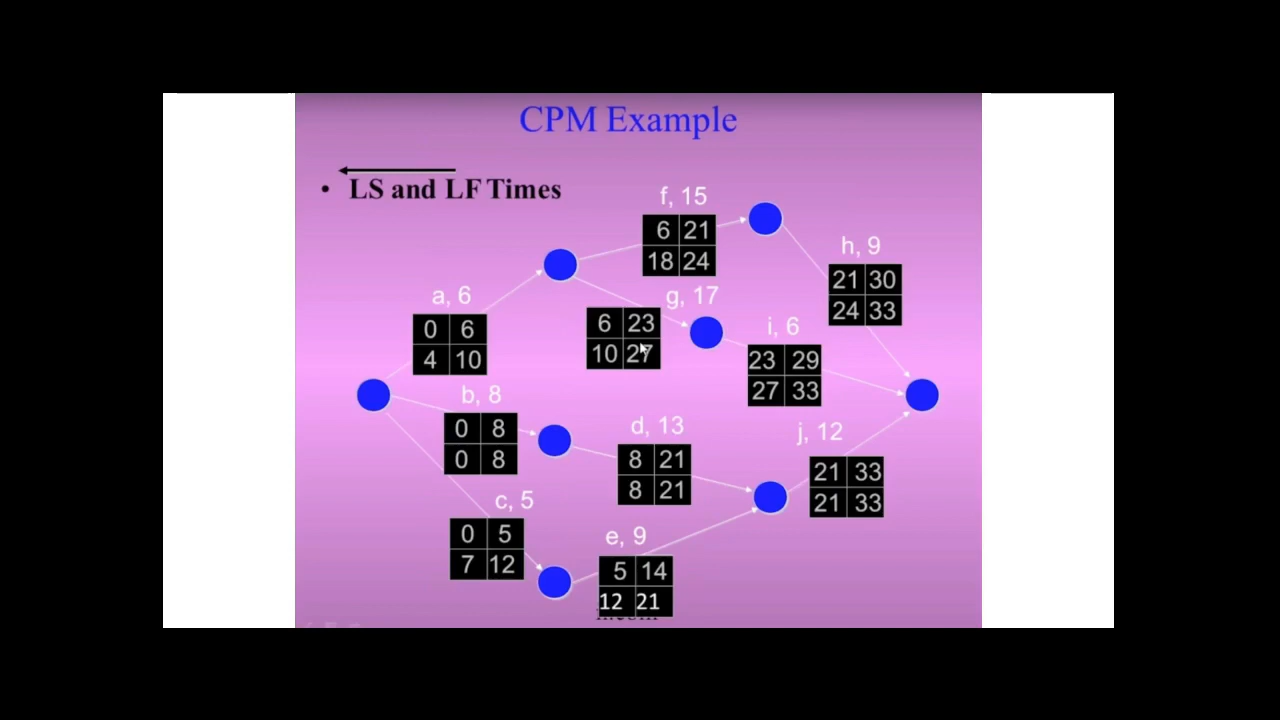 CPM Example
• LS and LF Times
f, 15
6 21
18 24
h, 9
21 30
24 33
a, 6
0 6
4 10
g, 17
6 23
10 27
i, 6
23 29
27 33
b, 8
0 8
0 8
d, 13
8 21
8 21
j, 12
21 33
21 33
c, 5
0 5
7 12
e, 9
5 14
12 21